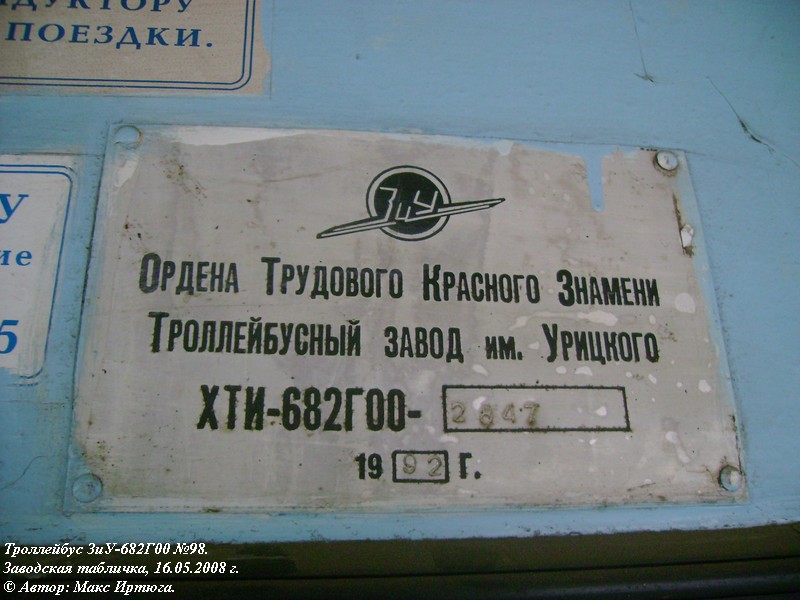 ДУКТОРУ
ПОЕЗДКИ.
У
ие
5
ЗиУ
ОРДЕНА ТРУДОВОГО КРАСНОГО ЗНАМЕНИ
ТРОЛЛЕЙБУСНЫЙ ЗАВОД им. УРИЦКОГО
ХТИ-682Г00-
19 92 Г.
Троллейбус ЗиУ-682Г00 №98.
Заводская табличка, 16.05.2008 г.
© Автор: Макс Иртюга.